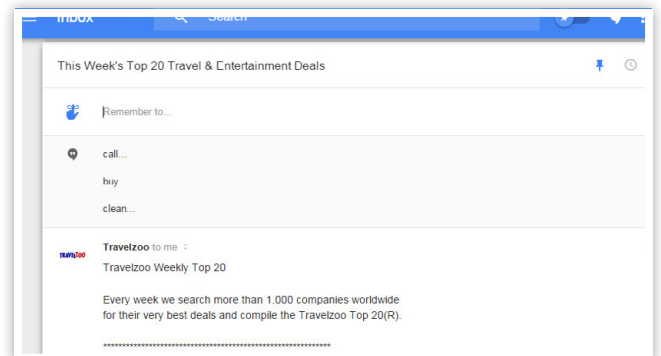 Inbox
Search
This Week's Top 20 Travel & Entertainment Deals
Remember to...
call...
buy
clean...
TRAVELZOO
Travelzoo to me
Travelzoo Weekly Top 20
Every week we search more than 1,000 companies worldwide
for their very best deals and compile the Travelzoo Top 20(R).
************************************************************